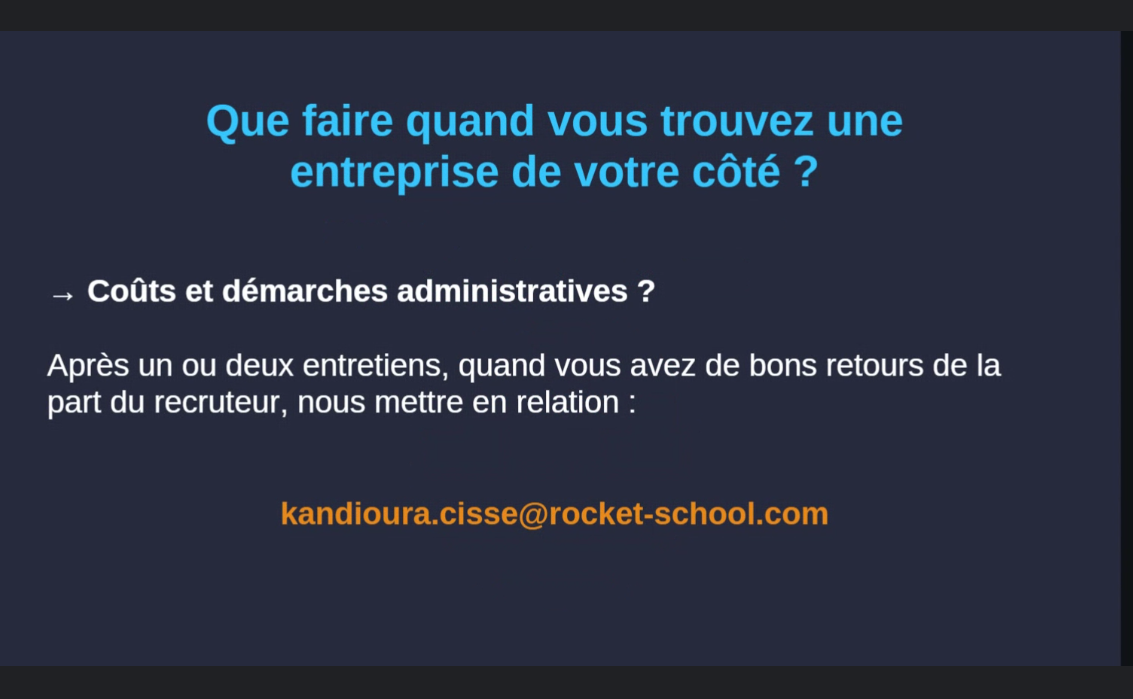 Que faire quand vous trouvez une
entreprise de votre côté ?
→ Coûts et démarches administratives ?
Après un ou deux entretiens, quand vous avez de bons retours de la
part du recruteur, nous mettre en relation :
kandioura.cisse@rocket-school.com